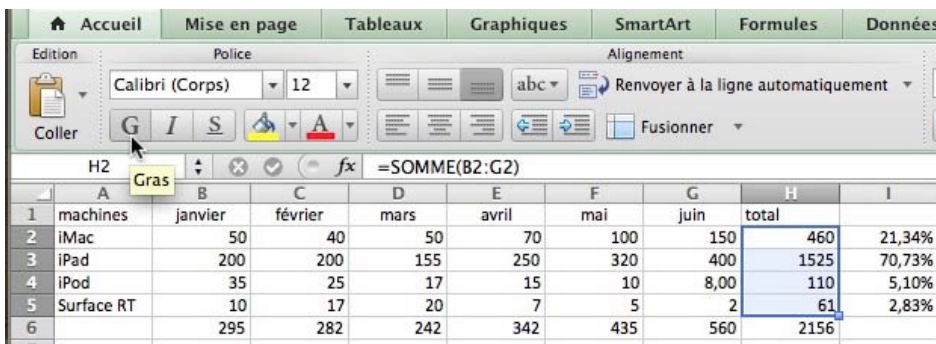 Accueil Mise en page Tableaux Graphiques SmartArt Formules Données
Edition Police Alignement
Calibri (Corps) 12 abc Renvoyer à la ligne automatiquement
Coller G I S A Fusionner
H2 fx =SOMME(B2:G2)
Gras
A B C D E F G H I
1 machines janvier février mars avril mai juin total
2 iMac 50 40 50 70 100 150 460 21,34%
3 iPad 200 200 155 250 320 400 1525 70,73%
4 iPod 35 25 17 15 10 8,00 110 5,10%
5 Surface RT 10 17 20 7 5 2 61 2,83%
6 295 282 242 342 435 560 2156